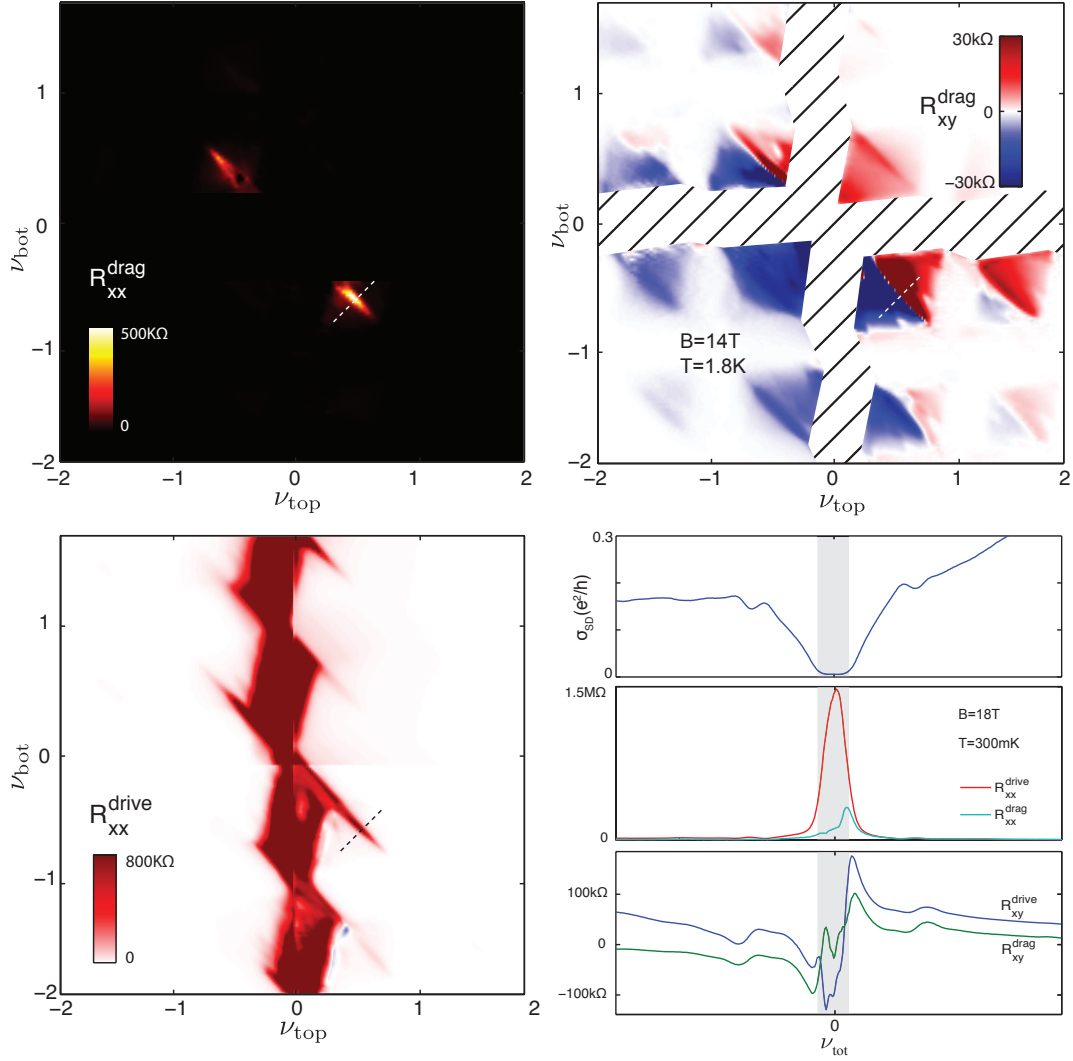 1
0
−1
−2
ν_bot
R_xx^drag
500KΩ
0
−2
−1
0
1
2
ν_top
1
0
−1
−2
ν_bot
30kΩ
R_xy^drag
0
−30kΩ
B=14T
T=1.8K
−2
−1
0
1
2
ν_top
1
0
−1
−2
ν_bot
R_xx^drive
800KΩ
0
−2
−1
0
1
2
ν_top
0.3
σ_SD(e²/h)
0
1.5MΩ
B=18T
T=300mK
R_xx^drive
R_xx^drag
0
100kΩ
0
−100kΩ
R_xy^drive
R_xy^drag
0
ν_tot